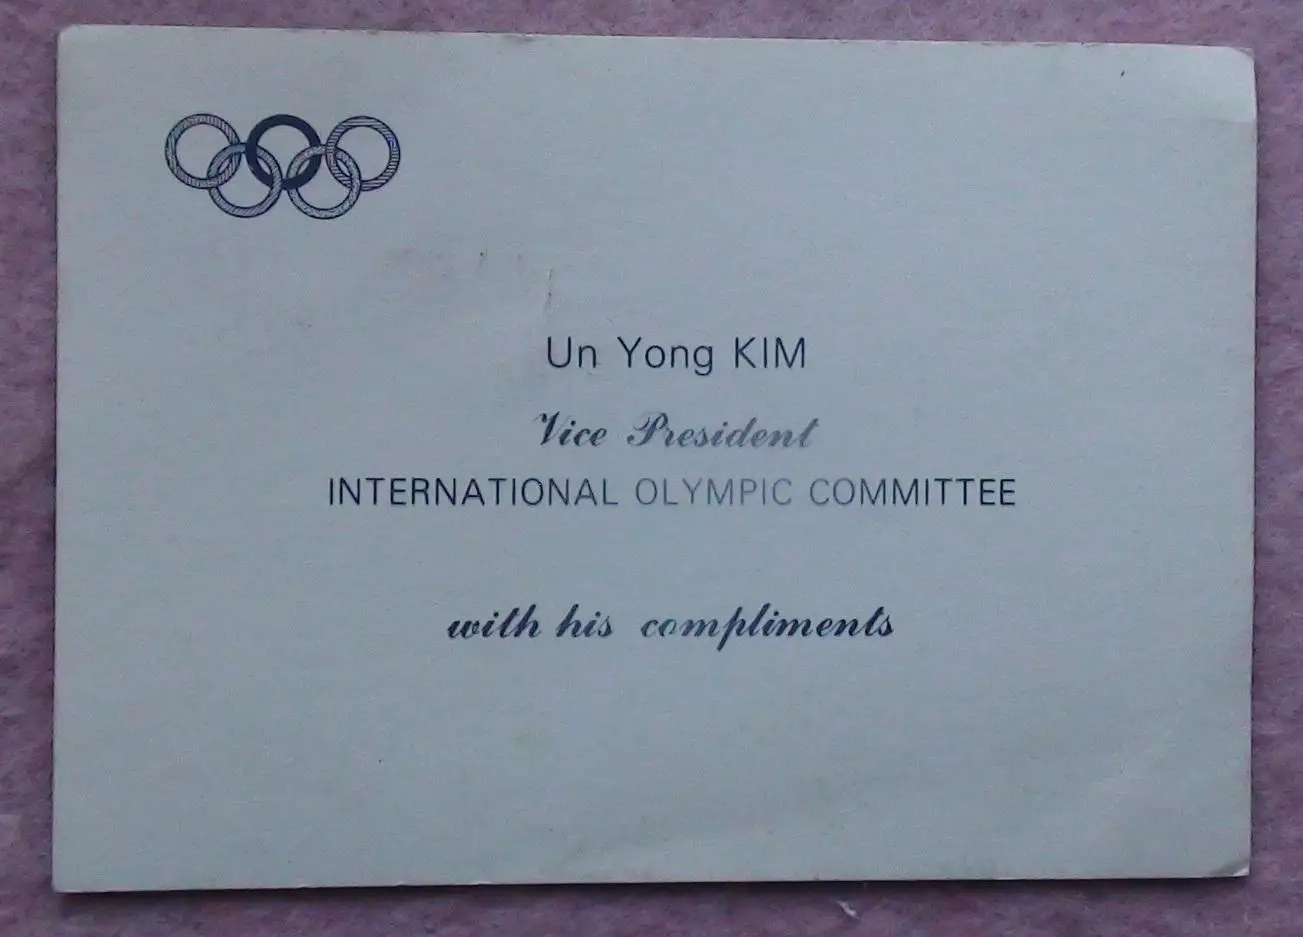 Un Yong KIM
Vice President
INTERNATIONAL OLYMPIC COMMITTEE
with his compliments